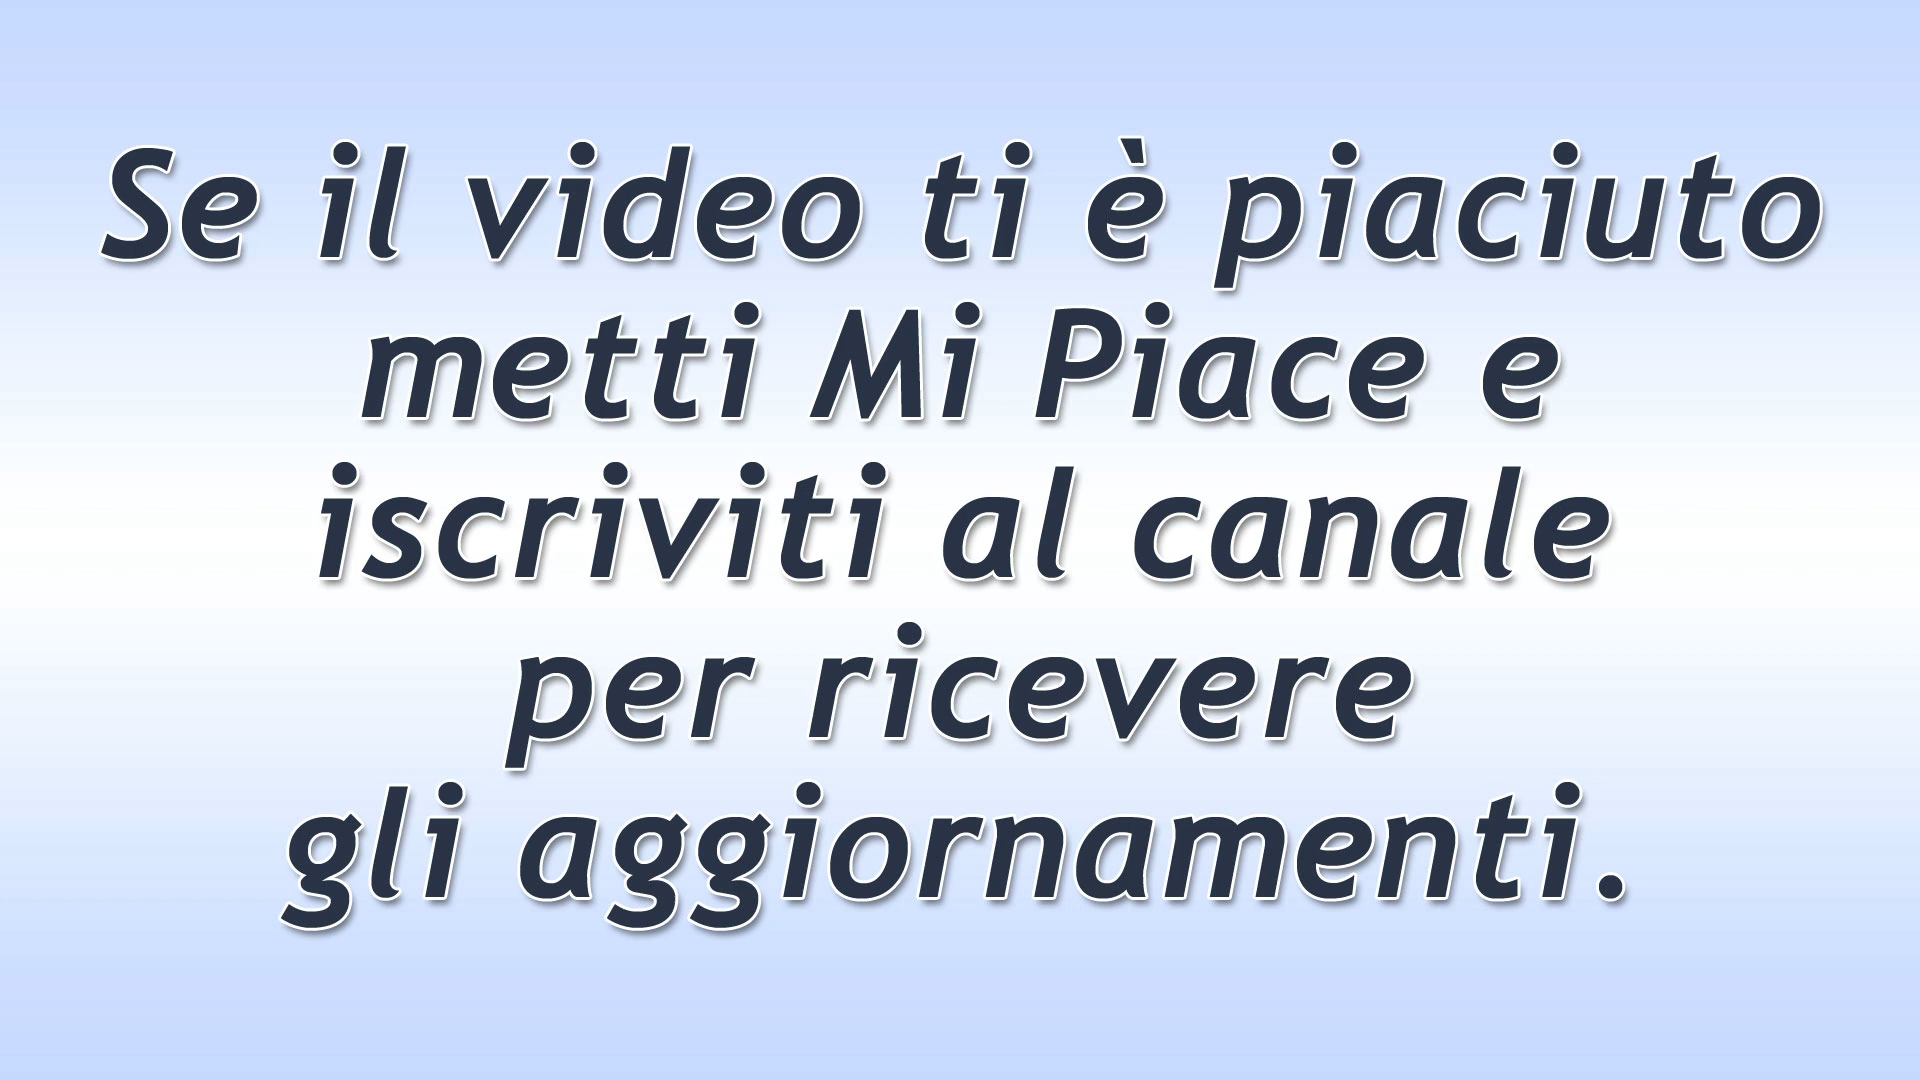 Se il video ti è piaciuto
metti Mi Piace e
iscriviti al canale
per ricevere
gli aggiornamenti.